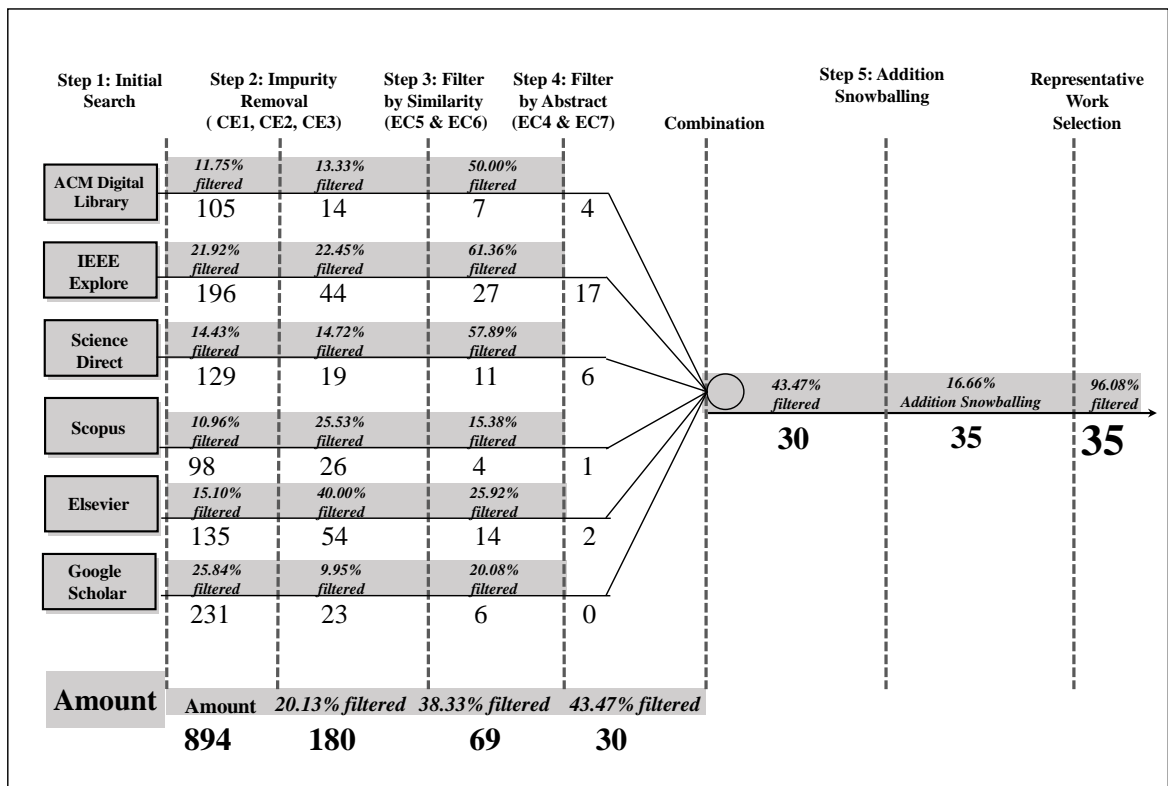 Step 1: Initial
Search
Step 2: Impurity
Removal
( CE1, CE2, CE3)
Step 3: Filter
by Similarity
(EC5 & EC6)
Step 4: Filter
by Abstract
(EC4 & EC7)
Combination
Step 5: Addition
Snowballing
Representative
Work
Selection
ACM Digital
Library
11.75%
filtered
13.33%
filtered
50.00%
filtered
105
14
7
4
IEEE
Explore
21.92%
filtered
22.45%
filtered
61.36%
filtered
196
44
27
17
Science
Direct
14.43%
filtered
14.72%
filtered
57.89%
filtered
129
19
11
6
Scopus
10.96%
filtered
25.53%
filtered
15.38%
filtered
98
26
4
1
Elsevier
15.10%
filtered
40.00%
filtered
25.92%
filtered
135
54
14
2
Google
Scholar
25.84%
filtered
9.95%
filtered
20.08%
filtered
231
23
6
0
43.47%
filtered
16.66%
Addition Snowballing
96.08%
filtered
30
35
35
Amount
Amount
20.13% filtered
38.33% filtered
43.47% filtered
894
180
69
30